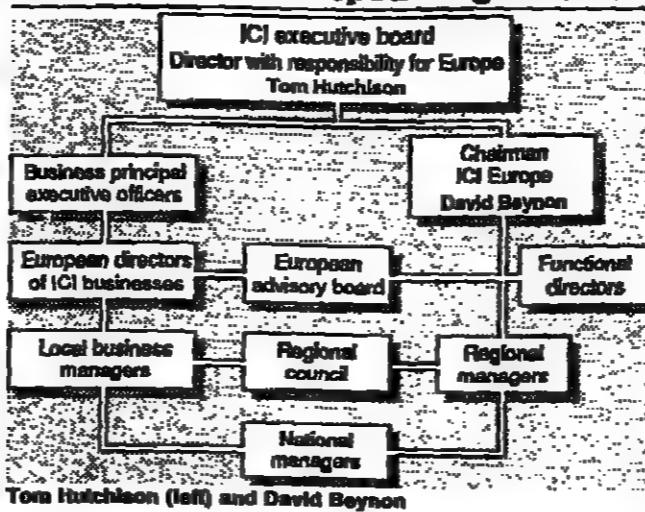 ICI executive board
Director with responsibility for Europe
Tom Hutchison
Business principal
executive officers
Chairman
ICI Europe
David Beynon
European directors
of ICI businesses
European
advisory board
Functional
directors
Local business
managers
Regional
council
Regional
managers
National
managers
Tom Hutchison (left) and David Beynon